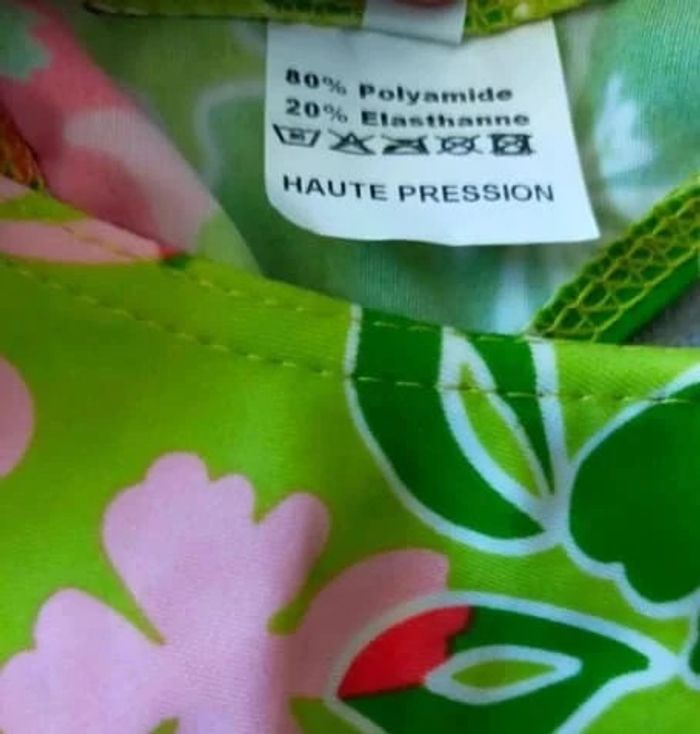 80% Polyamide
20% Elasthanne
HAUTE PRESSION